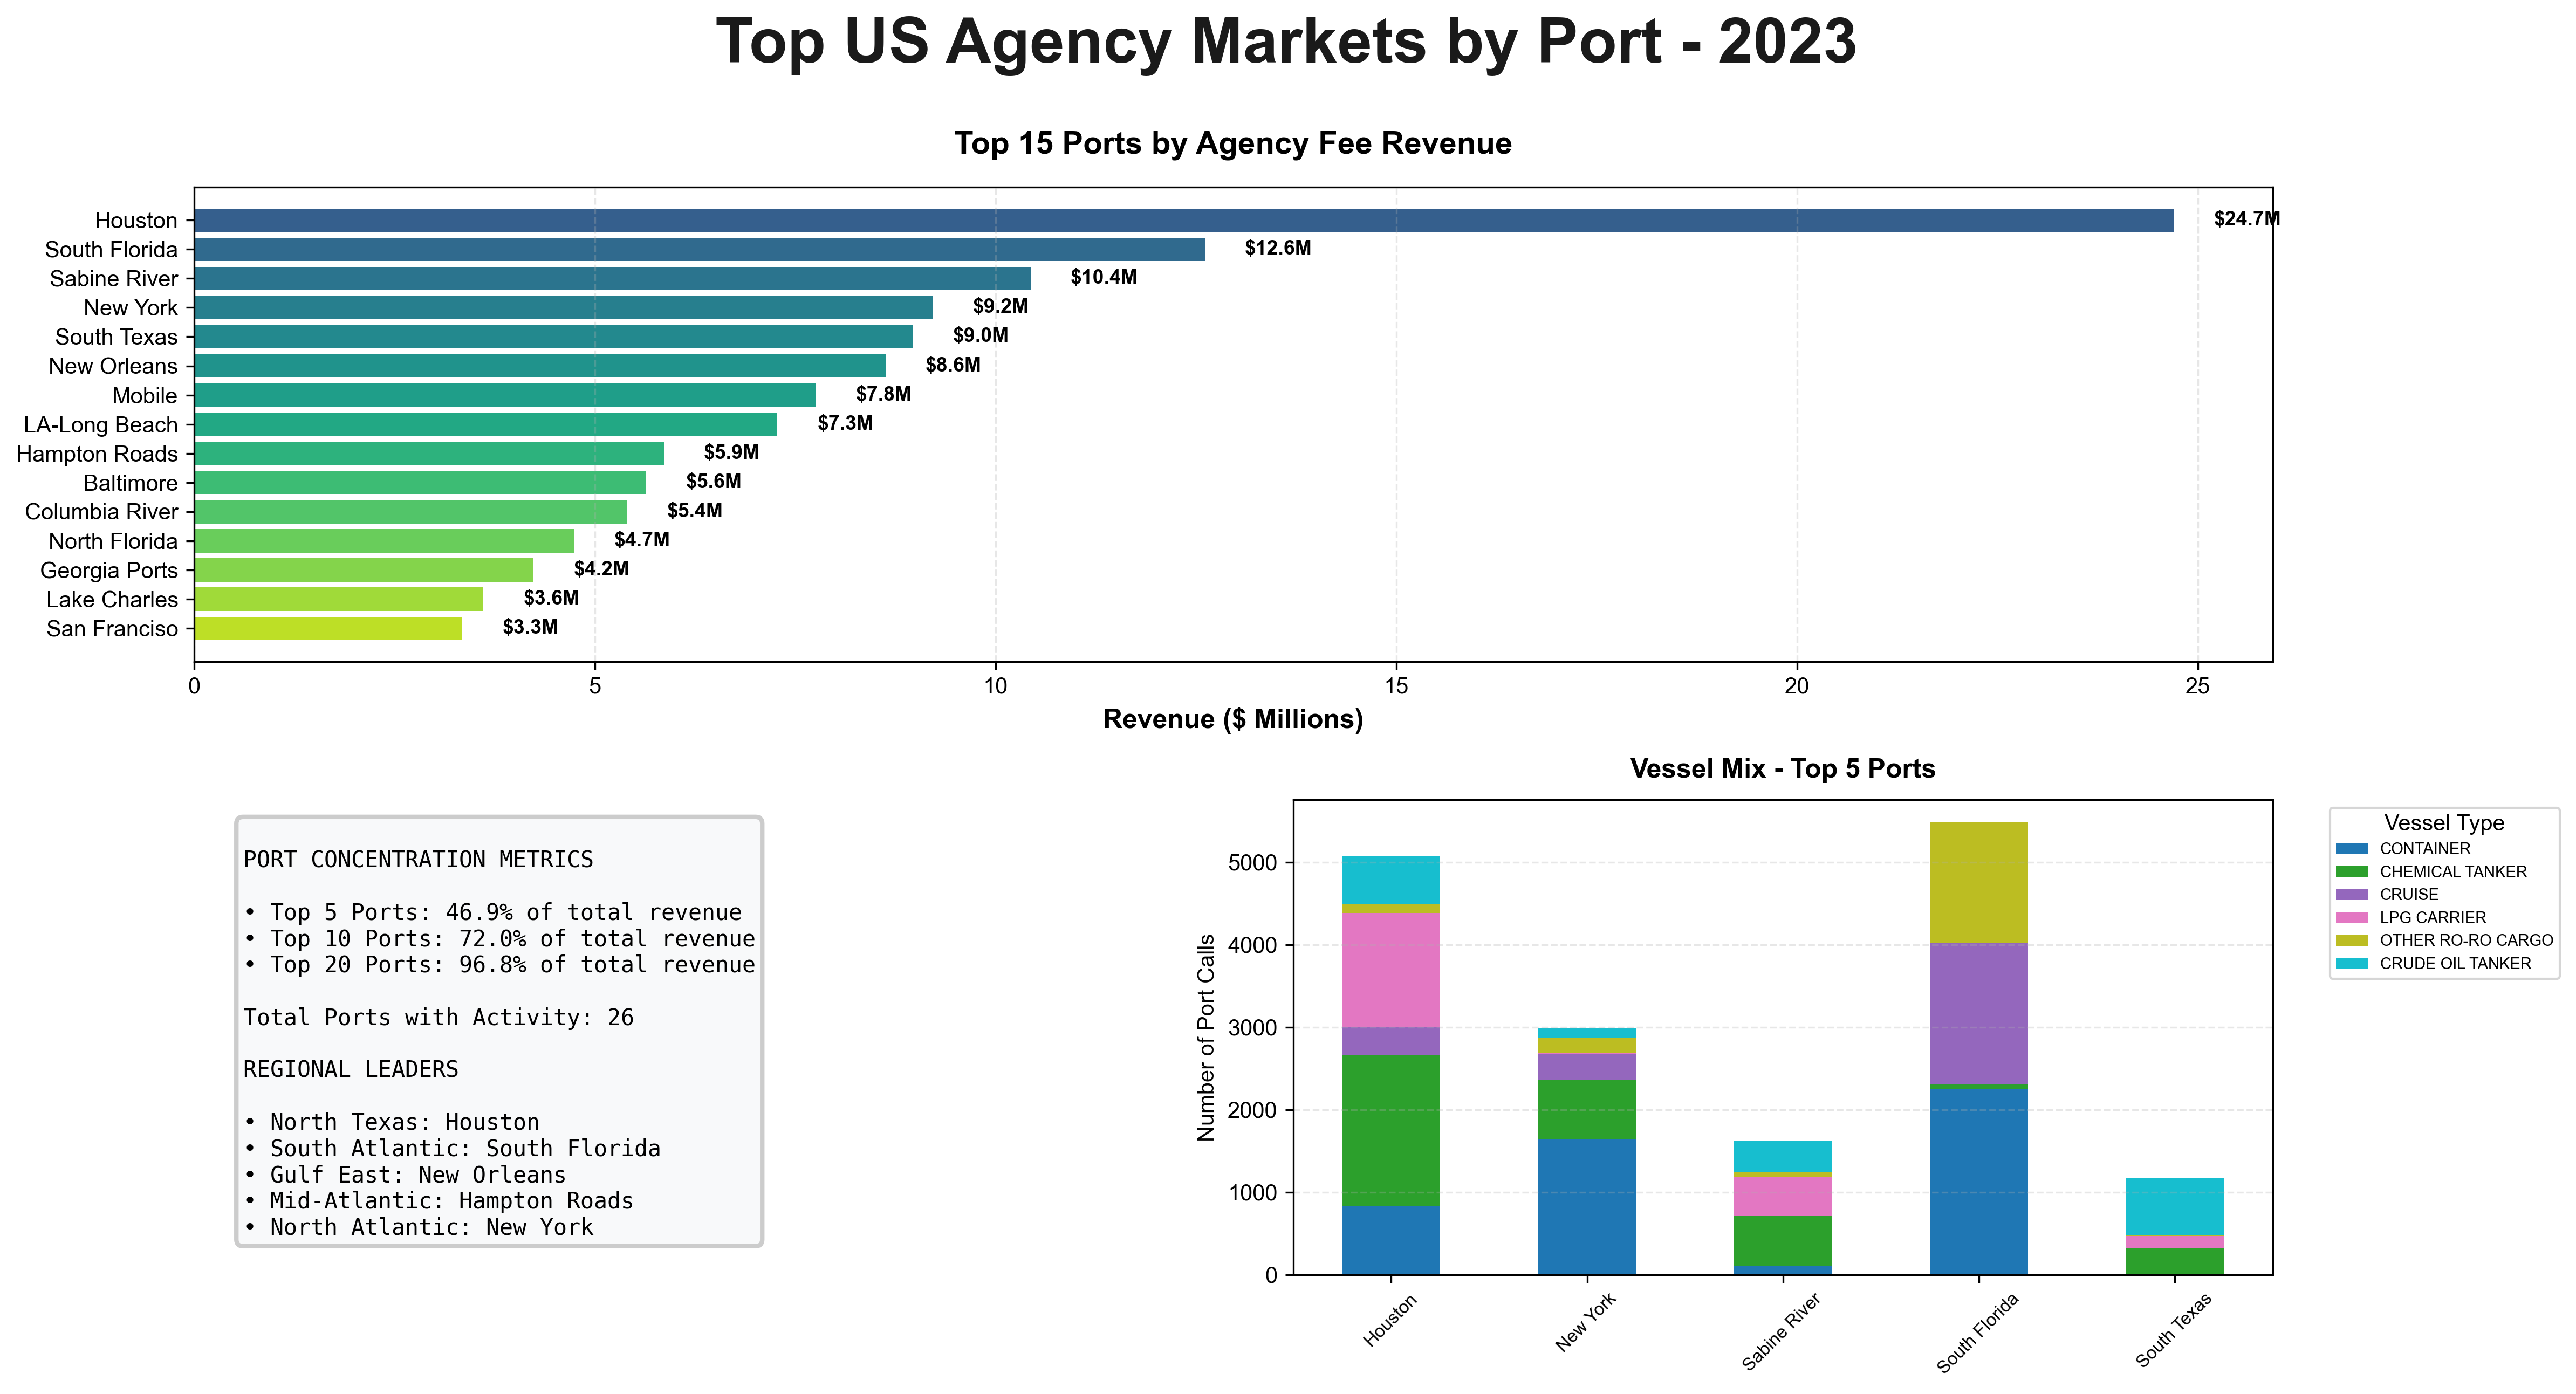 Top US Agency Markets by Port - 2023
Top 15 Ports by Agency Fee Revenue
Houston
$24.7M
South Florida
$12.6M
Sabine River
$10.4M
New York
$9.2M
South Texas
$9.0M
New Orleans
$8.6M
Mobile
$7.8M
LA-Long Beach
$7.3M
Hampton Roads
$5.9M
Baltimore
$5.6M
Columbia River
$5.4M
North Florida
$4.7M
Georgia Ports
$4.2M
Lake Charles
$3.6M
San Franciso
$3.3M
0 5 10 15 20 25
Revenue ($ Millions)
PORT CONCENTRATION METRICS
• Top 5 Ports: 46.9% of total revenue
• Top 10 Ports: 72.0% of total revenue
• Top 20 Ports: 96.8% of total revenue
Total Ports with Activity: 26
REGIONAL LEADERS
• North Texas: Houston
• South Atlantic: South Florida
• Gulf East: New Orleans
• Mid-Atlantic: Hampton Roads
• North Atlantic: New York
Vessel Mix - Top 5 Ports
Number of Port Calls
5000
4000
3000
2000
1000
0
Houston
New York
Sabine River
South Florida
South Texas
Vessel Type
CONTAINER
CHEMICAL TANKER
CRUISE
LPG CARRIER
OTHER RO-RO CARGO
CRUDE OIL TANKER